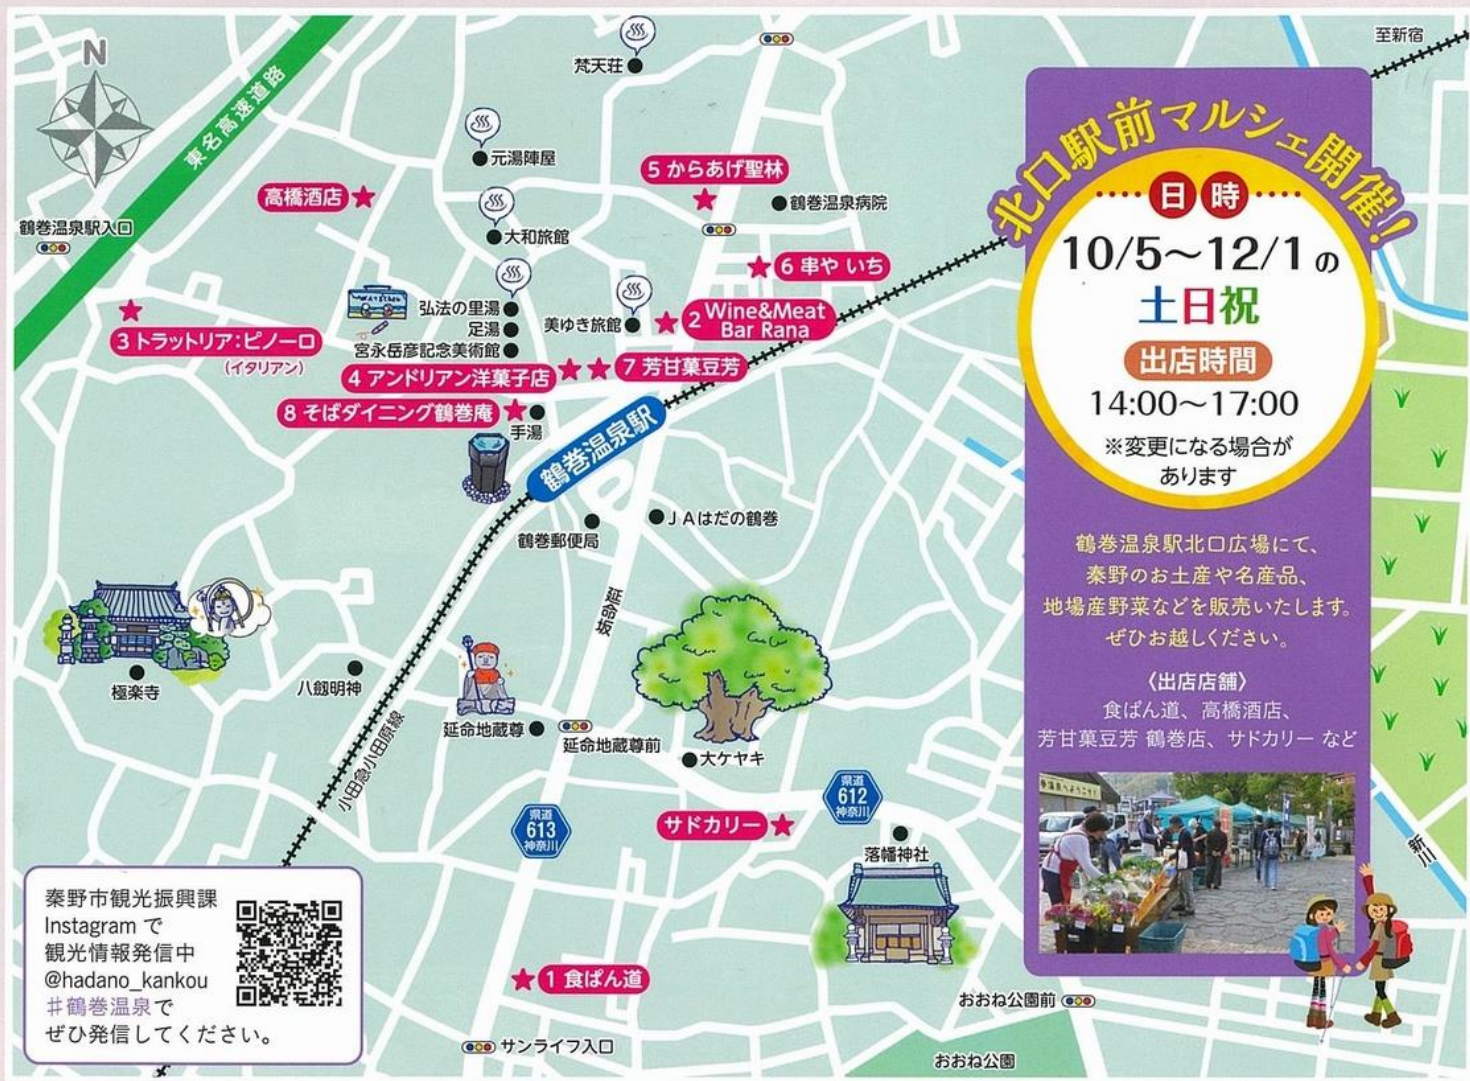 N
東名高速道路
鶴巻温泉駅入口
梵天荘
元湯陣屋
高橋酒店
大和旅館
5 からあげ聖林
鶴巻温泉病院
6 串や いち
3 トラットリア:ピノーロ
(イタリアン)
弘法の里湯
足湯
宮永岳彦記念美術館
美ゆき旅館
2 Wine&Meat
Bar Rana
4 アンドリアン洋菓子店
7 芳甘菓豆芳
8 そばダイニング鶴巻庵
手湯
鶴巻温泉駅
P
鶴巻郵便局
JAはだの鶴巻
延命坂
極楽寺
八劔明神
小田急小田原線
延命地蔵尊
延命地蔵尊前
大ケヤキ
県道
613
神奈川
県道
612
神奈川
サドカリー
落幡神社
1 食ぱん道
サンライフ入口
おおね公園前
おおね公園
新川
至新宿
北口駅前マルシェ開催!!
日時
10/5〜12/1の
土日祝
出店時間
14:00〜17:00
※変更になる場合が
あります
鶴巻温泉駅北口広場にて、
秦野のお土産や名産品、
地場産野菜などを販売いたします。
ぜひお越しください。
〈出店店舗〉
食ぱん道、高橋酒店、
芳甘菓豆芳 鶴巻店、サドカリー など
秦野市観光振興課
Instagram で
観光情報発信中
@hadano_kankou
#鶴巻温泉で
ぜひ発信してください。